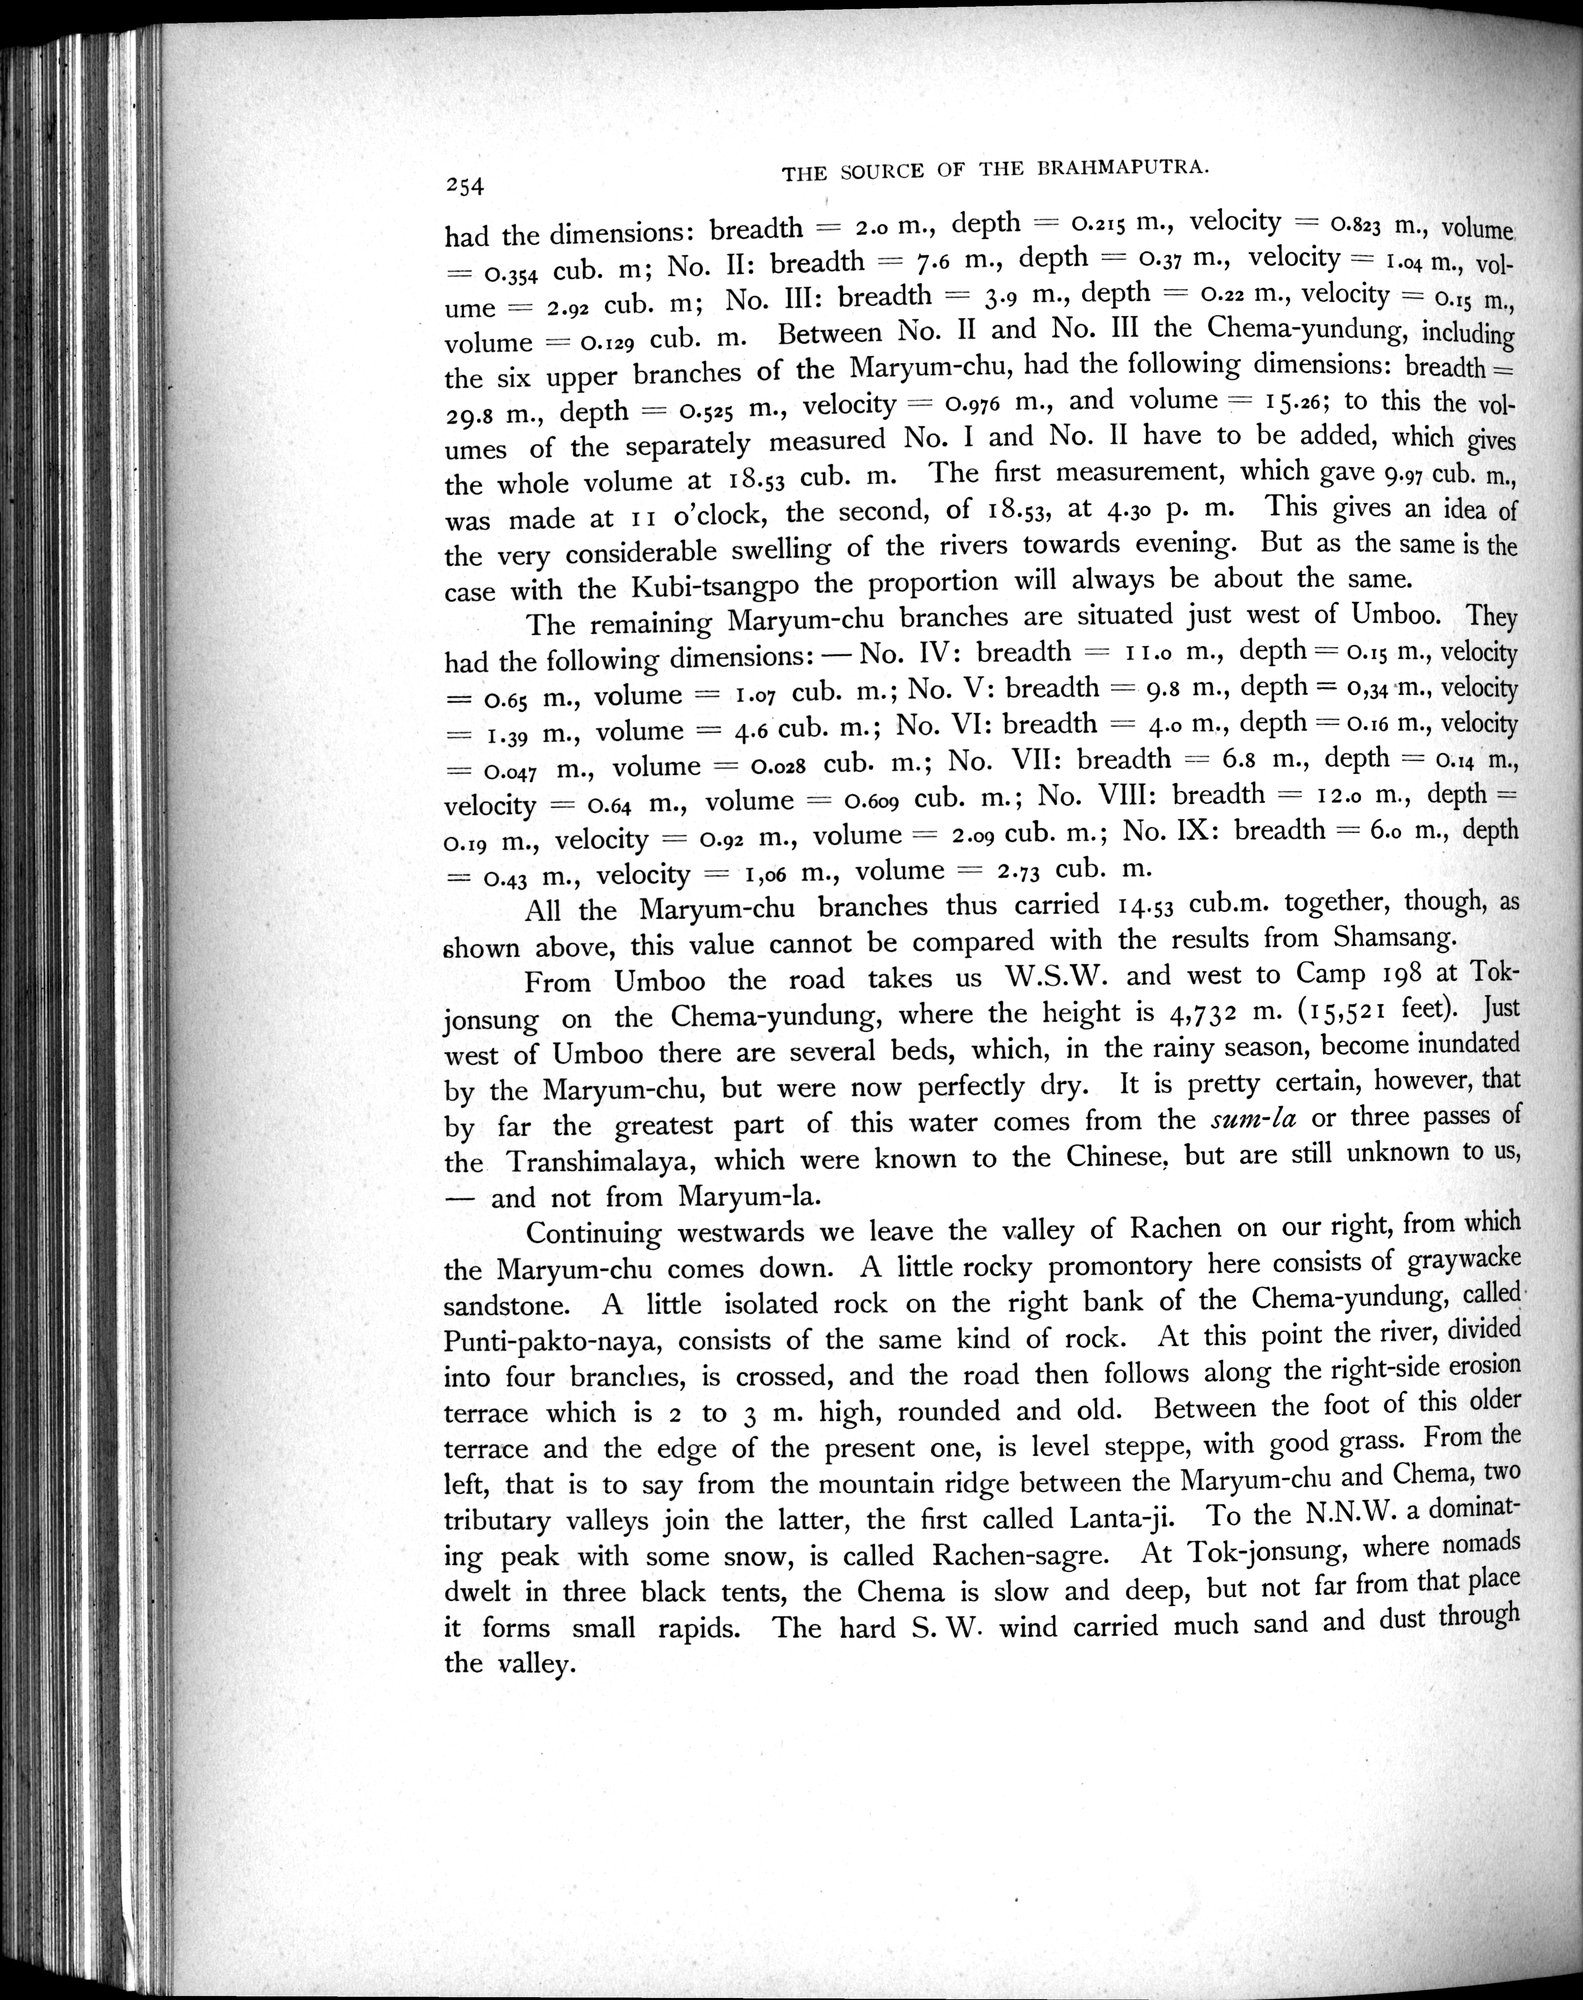 254
THE SOURCE OF THE BRAHMAPUTRA.
had the dimensions: breadth = 2.0 m., depth = 0.215 m., velocity = 0.823 m., volume
= 0.354 cub. m; No. II: breadth = 7.6 m., depth = 0.37 m., velocity = 1.04 m., vol-
ume = 2.92 cub. m; No. III: breadth = 3.9 m., depth = 0.22 m., velocity = 0.15 m.,
volume = 0.129 cub. m. Between No. II and No. III the Chema-yundung, including
the six upper branches of the Maryum-chu, had the following dimensions: breadth =
29.8 m., depth = 0.525 m., velocity = 0.976 m., and volume = 15.26; to this the vol-
umes of the separately measured No. I and No. II have to be added, which gives
the whole volume at 18.53 cub. m. The first measurement, which gave 9.97 cub. m.,
was made at 11 o'clock, the second, of 18.53, at 4.30 p. m. This gives an idea of
the very considerable swelling of the rivers towards evening. But as the same is the
case with the Kubi-tsangpo the proportion will always be about the same.
The remaining Maryum-chu branches are situated just west of Umboo. They
had the following dimensions: — No. IV: breadth = 11.0 m., depth = 0.15 m., velocity
= 0.65 m., volume = 1.07 cub. m.; No. V: breadth = 9.8 m., depth = 0,34 m., velocity
= 1.39 m., volume = 4.6 cub. m.; No. VI: breadth = 4.0 m., depth = 0.16 m., velocity
= 0.047 m., volume = 0.028 cub. m.; No. VII: breadth = 6.8 m., depth = 0.14 m.,
velocity = 0.64 m., volume = 0.609 cub. m.; No. VIII: breadth = 12.0 m., depth =
0.19 m., velocity = 0.92 m., volume = 2.09 cub. m.; No. IX: breadth = 6.0 m., depth
= 0.43 m., velocity = 1,06 m., volume = 2.73 cub. m.
All the Maryum-chu branches thus carried 14.53 cub.m. together, though, as
shown above, this value cannot be compared with the results from Shamsang.
From Umboo the road takes us W.S.W. and west to Camp 198 at Tok-
jonsung on the Chema-yundung, where the height is 4,732 m. (15,521 feet). Just
west of Umboo there are several beds, which, in the rainy season, become inundated
by the Maryum-chu, but were now perfectly dry. It is pretty certain, however, that
by far the greatest part of this water comes from the sum-la or three passes of
the Transhimalaya, which were known to the Chinese, but are still unknown to us,
— and not from Maryum-la.
Continuing westwards we leave the valley of Rachen on our right, from which
the Maryum-chu comes down. A little rocky promontory here consists of graywacke
sandstone. A little isolated rock on the right bank of the Chema-yundung, called
Punti-pakto-naya, consists of the same kind of rock. At this point the river, divided
into four branches, is crossed, and the road then follows along the right-side erosion
terrace which is 2 to 3 m. high, rounded and old. Between the foot of this older
terrace and the edge of the present one, is level steppe, with good grass. From the
left, that is to say from the mountain ridge between the Maryum-chu and Chema, two
tributary valleys join the latter, the first called Lanta-ji. To the N.N.W. a dominat-
ing peak with some snow, is called Rachen-sagre. At Tok-jonsung, where nomads
dwelt in three black tents, the Chema is slow and deep, but not far from that place
it forms small rapids. The hard S. W. wind carried much sand and dust through
the valley.